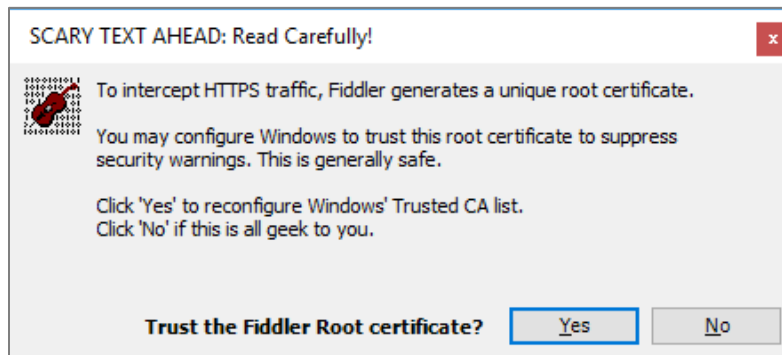 SCARY TEXT AHEAD: Read Carefully!
x
To intercept HTTPS traffic, Fiddler generates a unique root certificate.
You may configure Windows to trust this root certificate to suppress
security warnings. This is generally safe.
Click 'Yes' to reconfigure Windows' Trusted CA list.
Click 'No' if this is all geek to you.
Trust the Fiddler Root certificate? Yes No